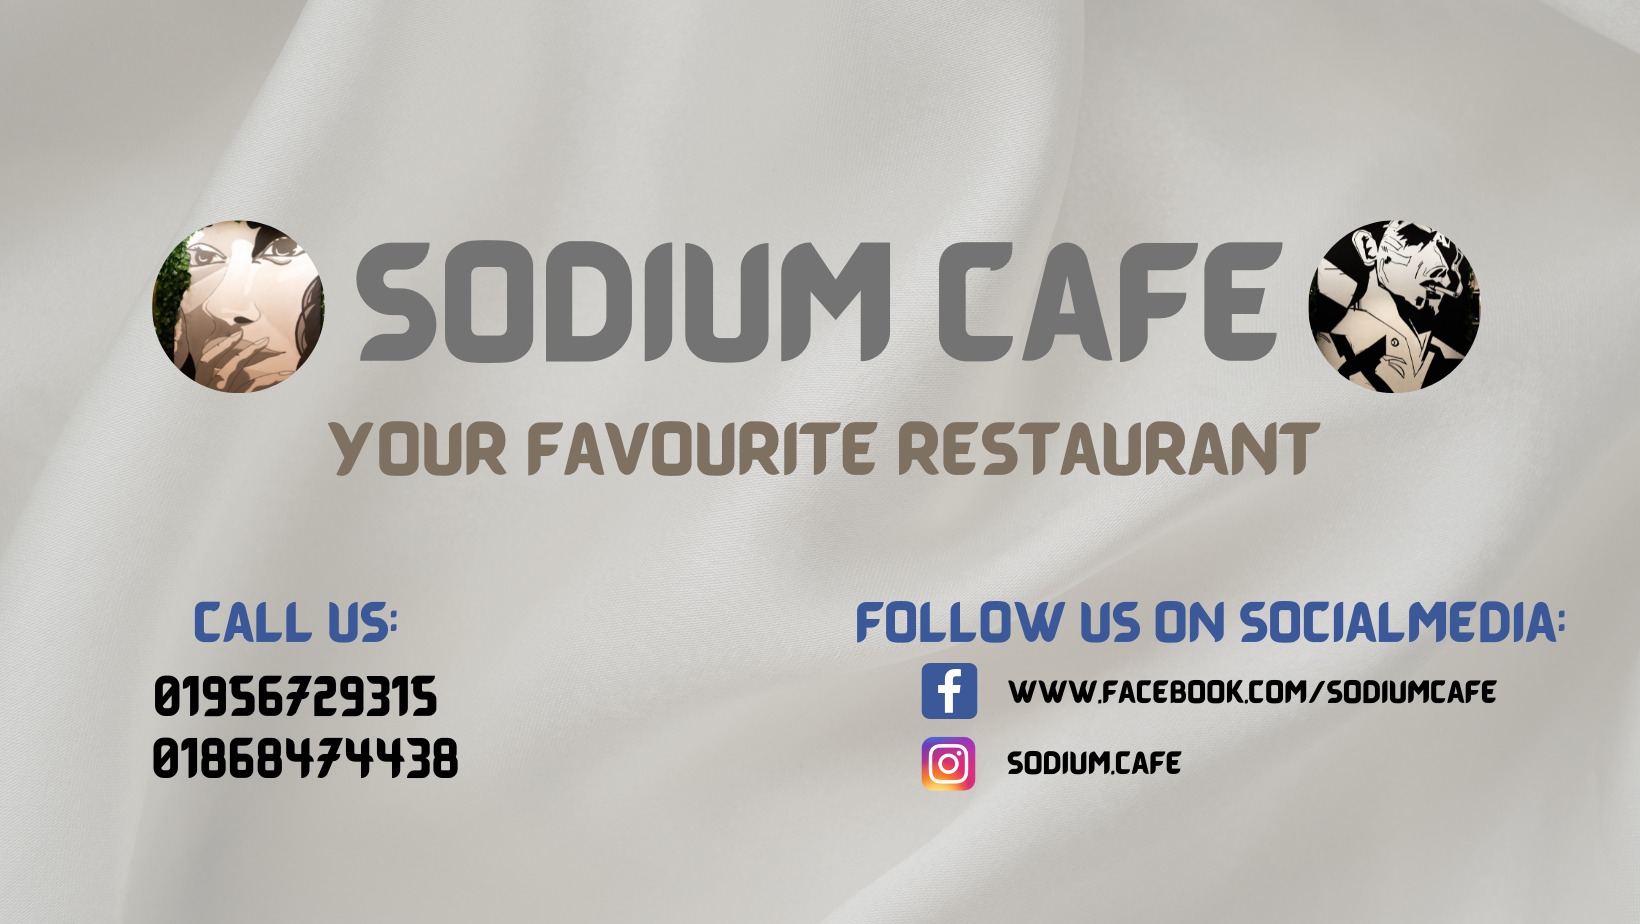 SODIUM CAFE
YOUR FAVOURITE RESTAURANT
CALL US:
01956729315
01868474438
FOLLOW US ON SOCIALMEDIA:
WWW.FACEBOOK.COM/SODIUMCAFE
SODIUM.CAFE